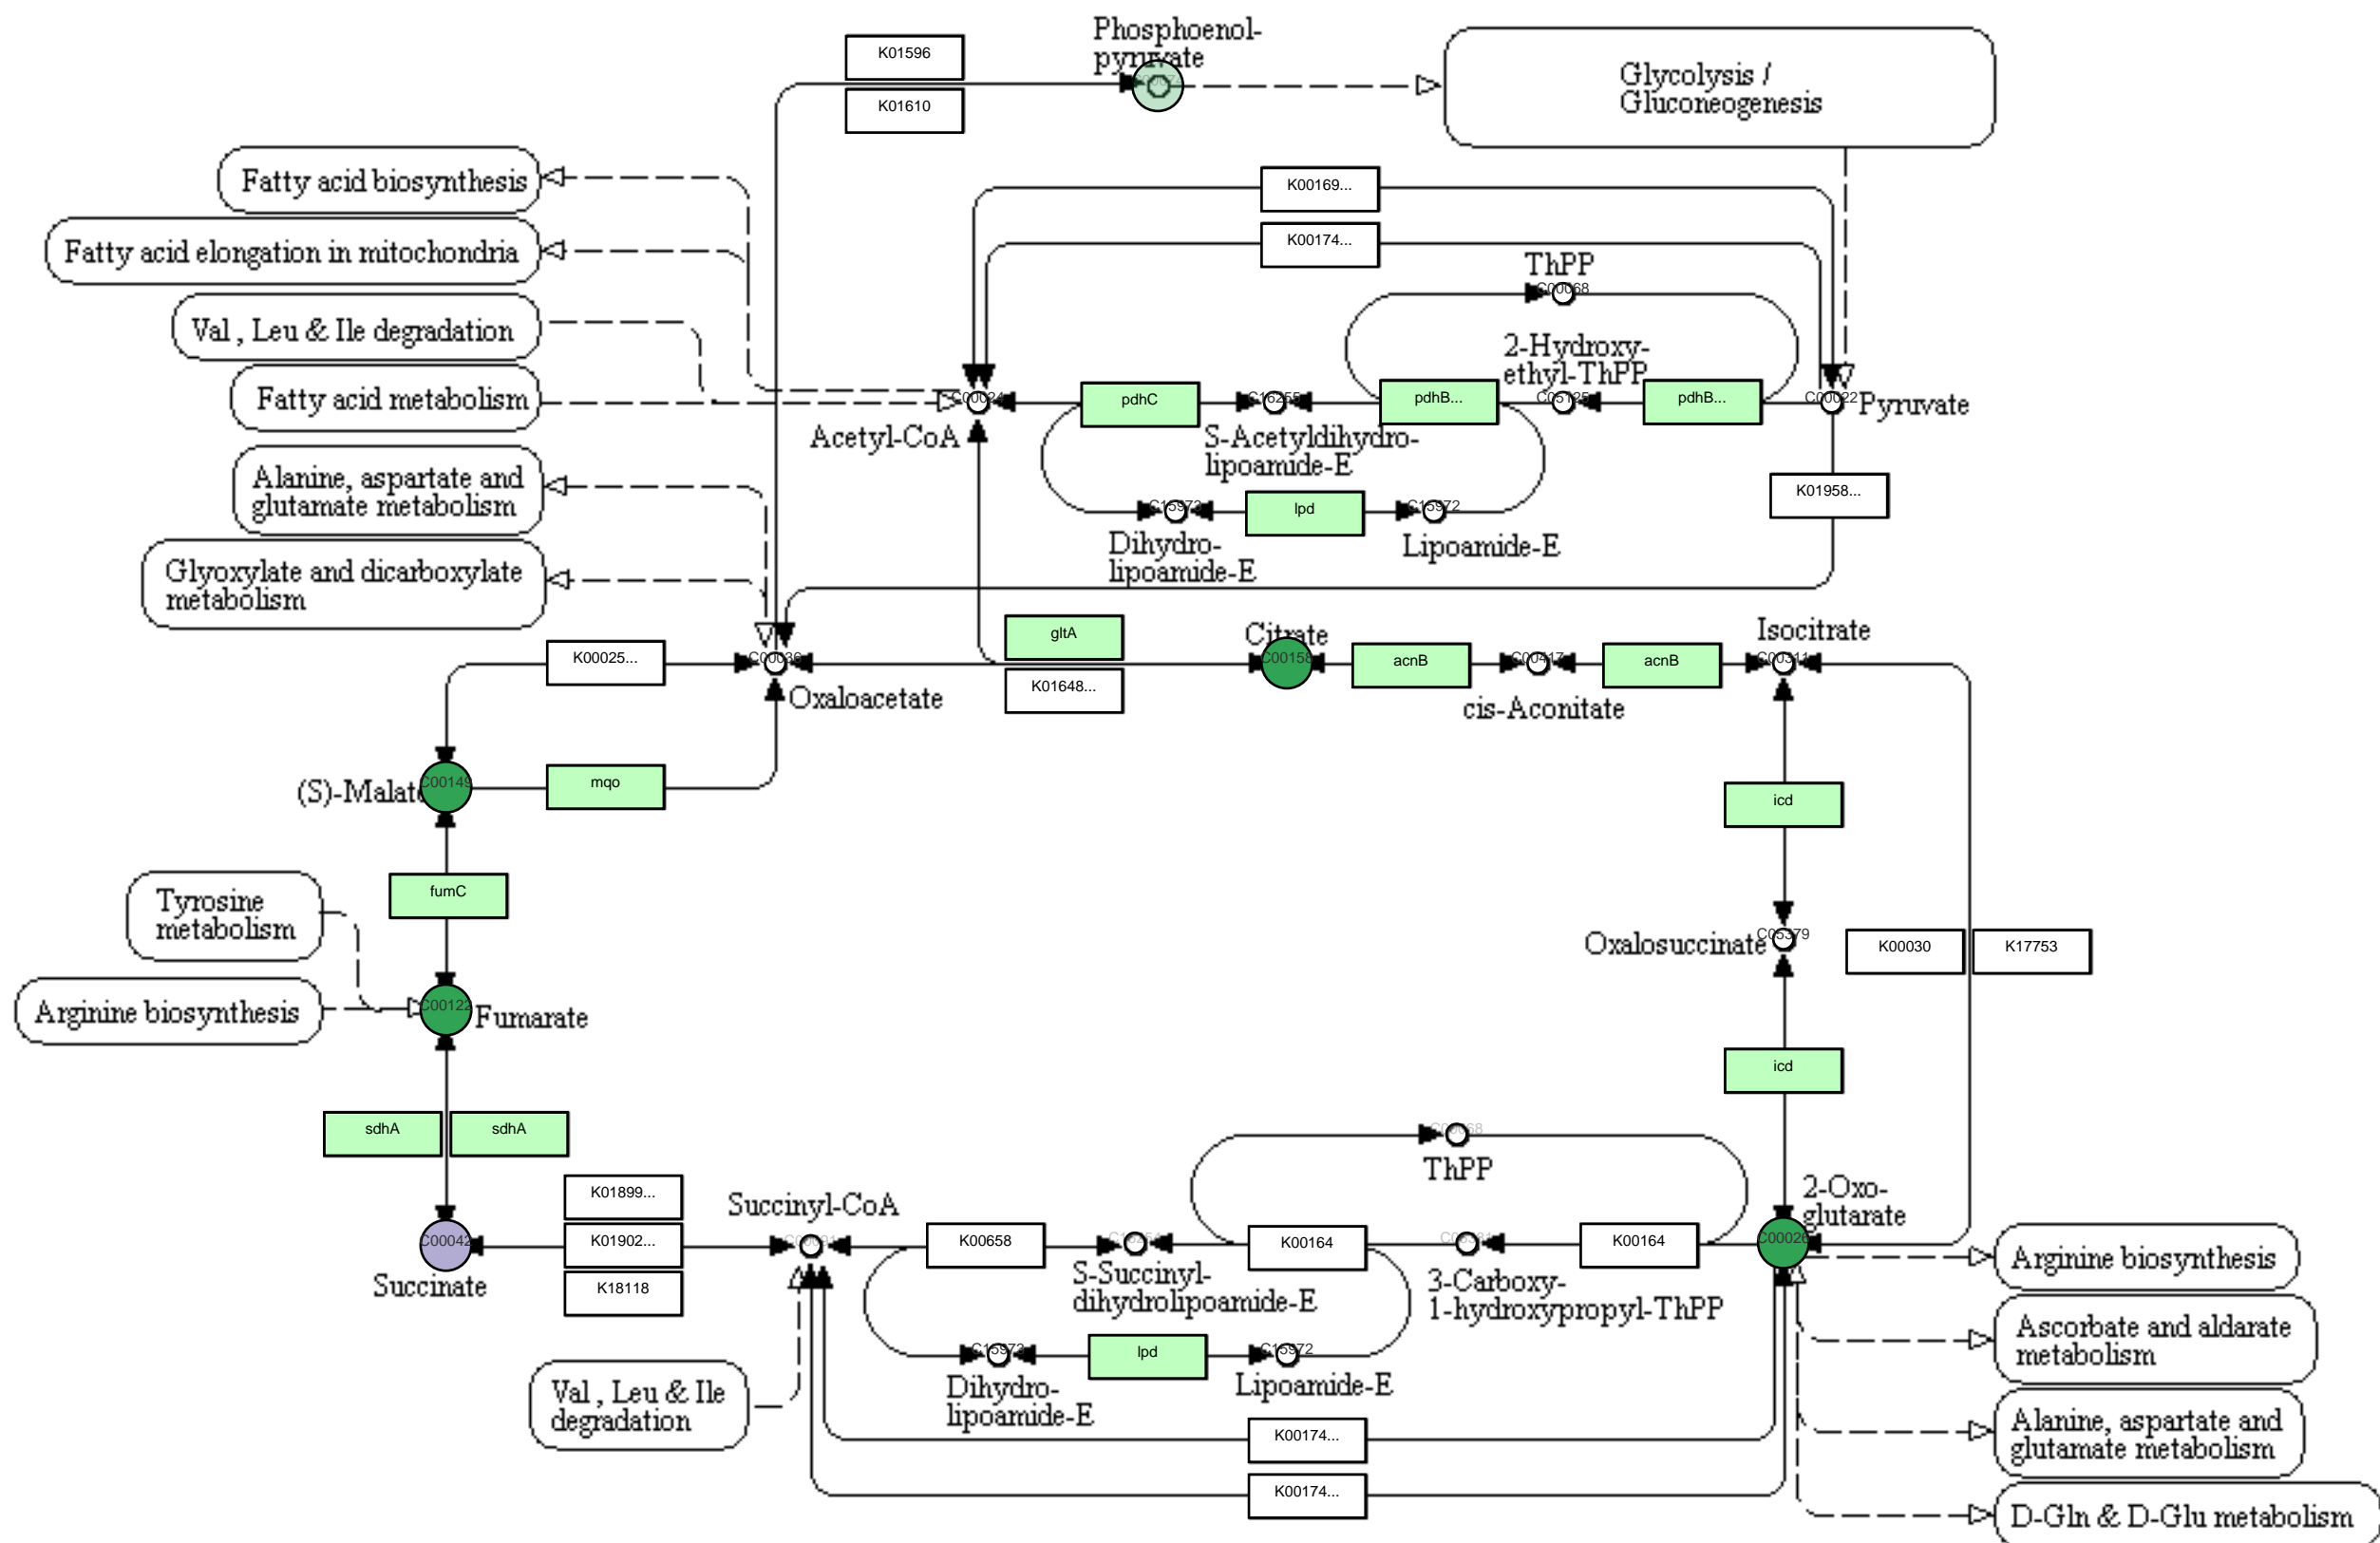 Phosphoenol-
pyruvate
K01596
K01610
Glycolysis /
Gluconeogenesis
Fatty acid biosynthesis
K00169...
Fatty acid elongation in mitochondria
K00174...
ThPP
C00068
Val , Leu & Ile degradation
2-Hydroxy-
ethyl-ThPP
Fatty acid metabolism
C00024
pdhC
C16255
pdhB...
C05125
pdhB...
C00022
Pyruvate
Acetyl-CoA
S-Acetyldihydro-
lipoamide-E
Alanine, aspartate and
glutamate metabolism
K01958...
C15973
lpd
C15972
Dihydro-
lipoamide-E
Lipoamide-E
Glyoxylate and dicarboxylate
metabolism
gltA
Citrate
Isocitrate
K00025...
C00036
C00158
acnB
C00417
acnB
C00311
K01648...
Oxaloacetate
cis-Aconitate
(S)-Malate
C00149
mqo
icd
fumC
Tyrosine
metabolism
Oxalosuccinate
C05379
K00030
K17753
Arginine biosynthesis
C00122
Fumarate
icd
sdhA
sdhA
C00068
ThPP
K01899...
Succinyl-CoA
2-Oxo-
glutarate
C00042
K01902...
K00658
K00164
K00164
C00026
Succinate
K18118
S-Succinyl-
dihydrolipoamide-E
3-Carboxy-
1-hydroxypropyl-ThPP
Arginine biosynthesis
Ascorbate and aldarate
metabolism
C15973
lpd
C15972
Val , Leu & Ile
degradation
Dihydro-
lipoamide-E
Lipoamide-E
Alanine, aspartate and
glutamate metabolism
K00174...
K00174...
D-Gln & D-Glu metabolism